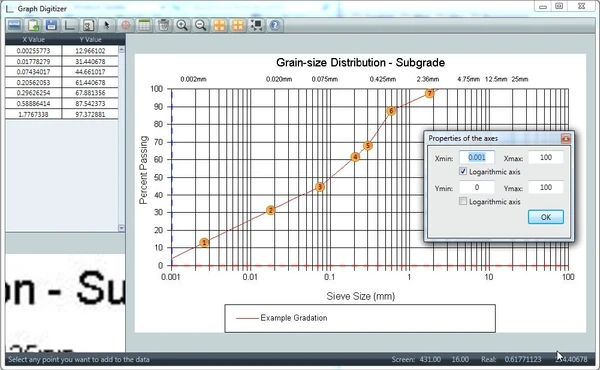 Graph Digitizer
X Value Y Value
0.00255773 12.966102
0.01778279 31.440678
0.07434017 44.661017
0.20562053 61.440678
0.29626254 67.881356
0.58886414 87.542373
1.7767338 97.372881
Grain-size Distribution - Subgrade
0.002mm 0.020mm 0.075mm 0.425mm 2.36mm 4.75mm 12.5mm 25mm
100
90
80
70
60
50
40
30
20
10
0
Percent Passing
1
2
3
4
5
6
7
0.001 0.01 0.1 1 10 100
Sieve Size (mm)
Example Gradation
Properties of the axes
Xmin: 0.001 Xmax: 100
Logarithmic axis
Ymin: 0 Ymax: 100
Logarithmic axis
OK
on - Su
Select any point you want to add to the data
Screen: 431.00 16.00 Real: 0.61771123